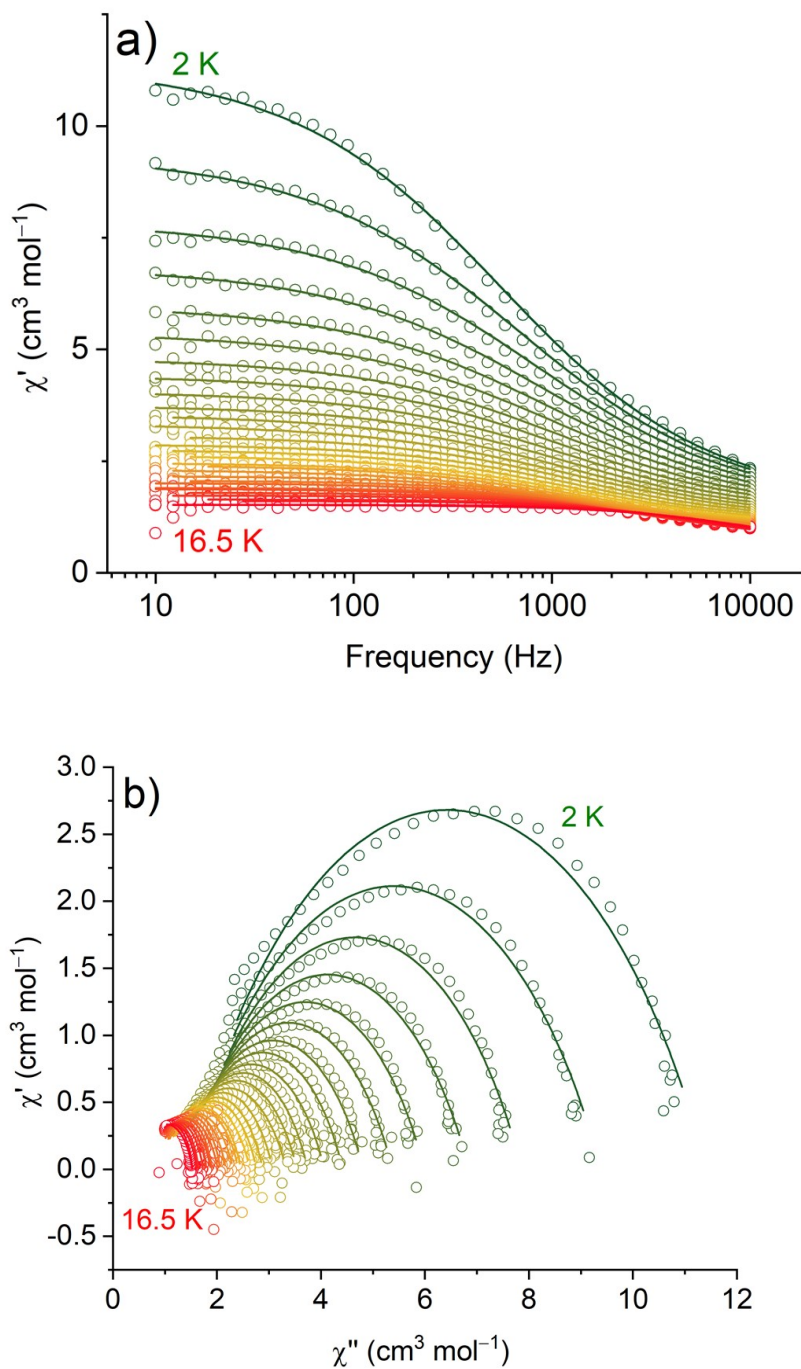 a)
2 K
10
5
0
χ' (cm³ mol⁻¹)
16.5 K
10 100 1000 10000
Frequency (Hz)
b)
3.0
2 K
2.5
2.0
1.5
1.0
0.5
0.0
-0.5
χ' (cm³ mol⁻¹)
16.5 K
0 2 4 6 8 10 12
χ'' (cm³ mol⁻¹)